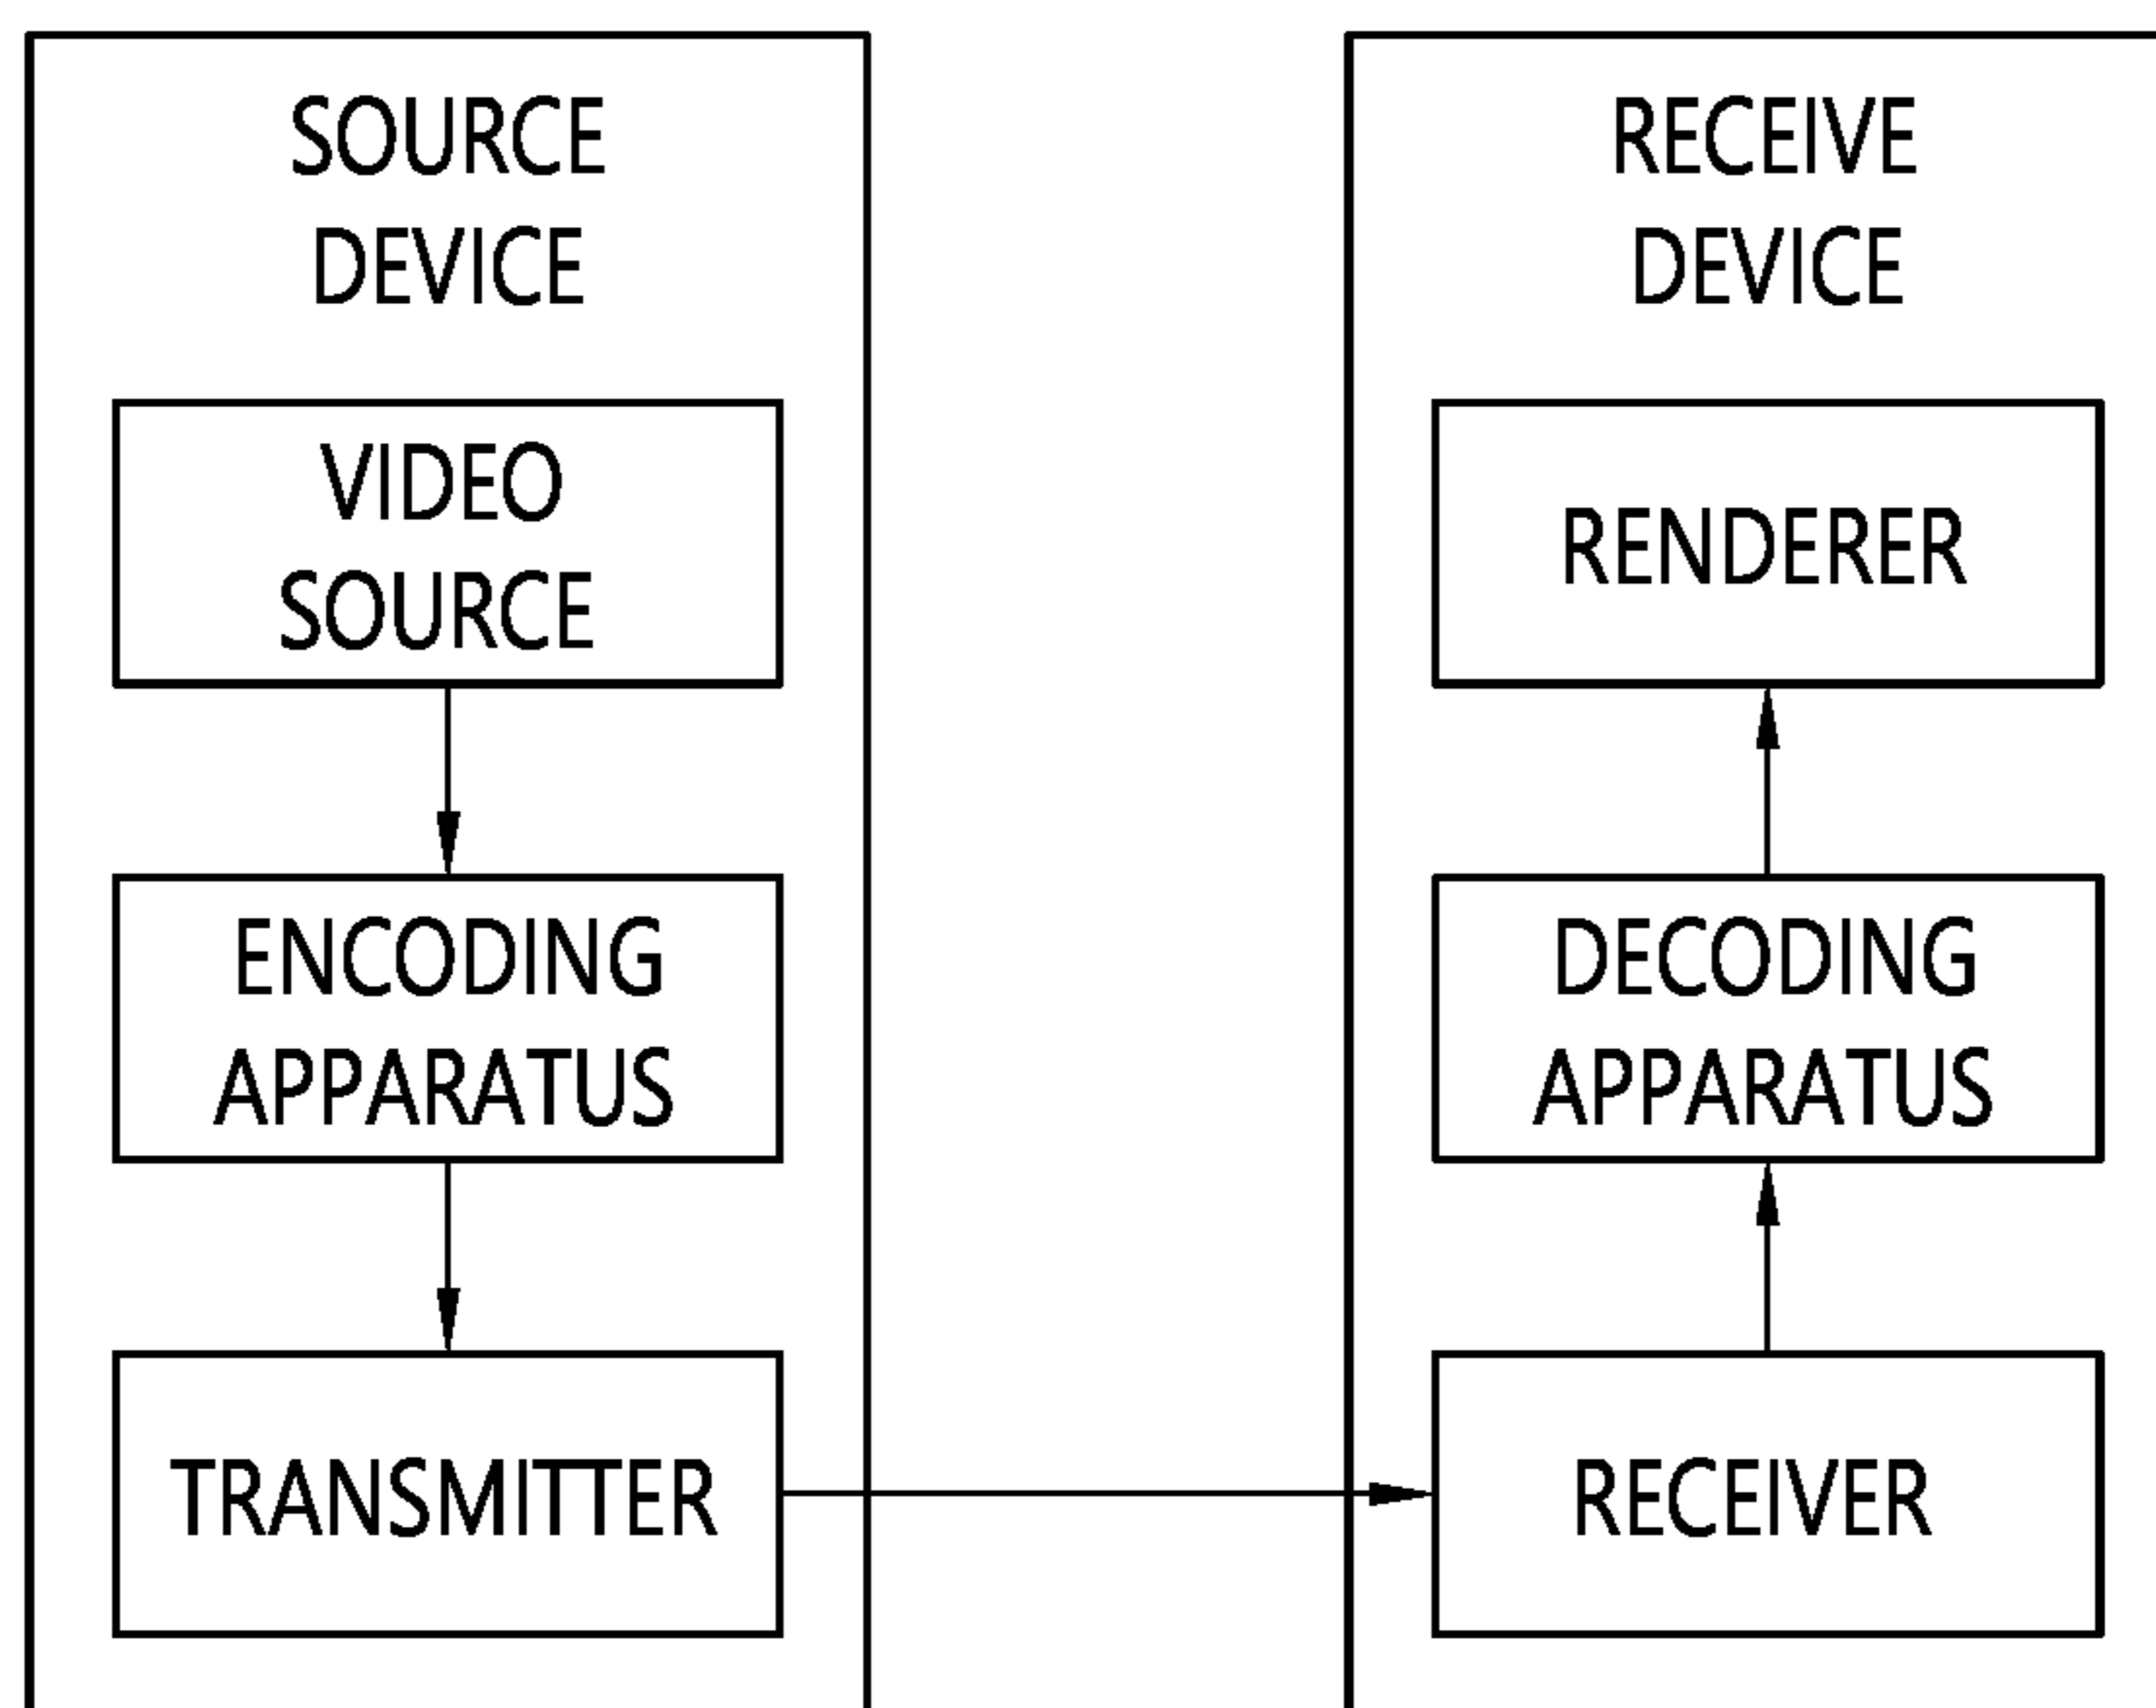 SOURCE
DEVICE
VIDEO
SOURCE
ENCODING
APPARATUS
TRANSMITTER
RECEIVE
DEVICE
RENDERER
DECODING
APPARATUS
RECEIVER